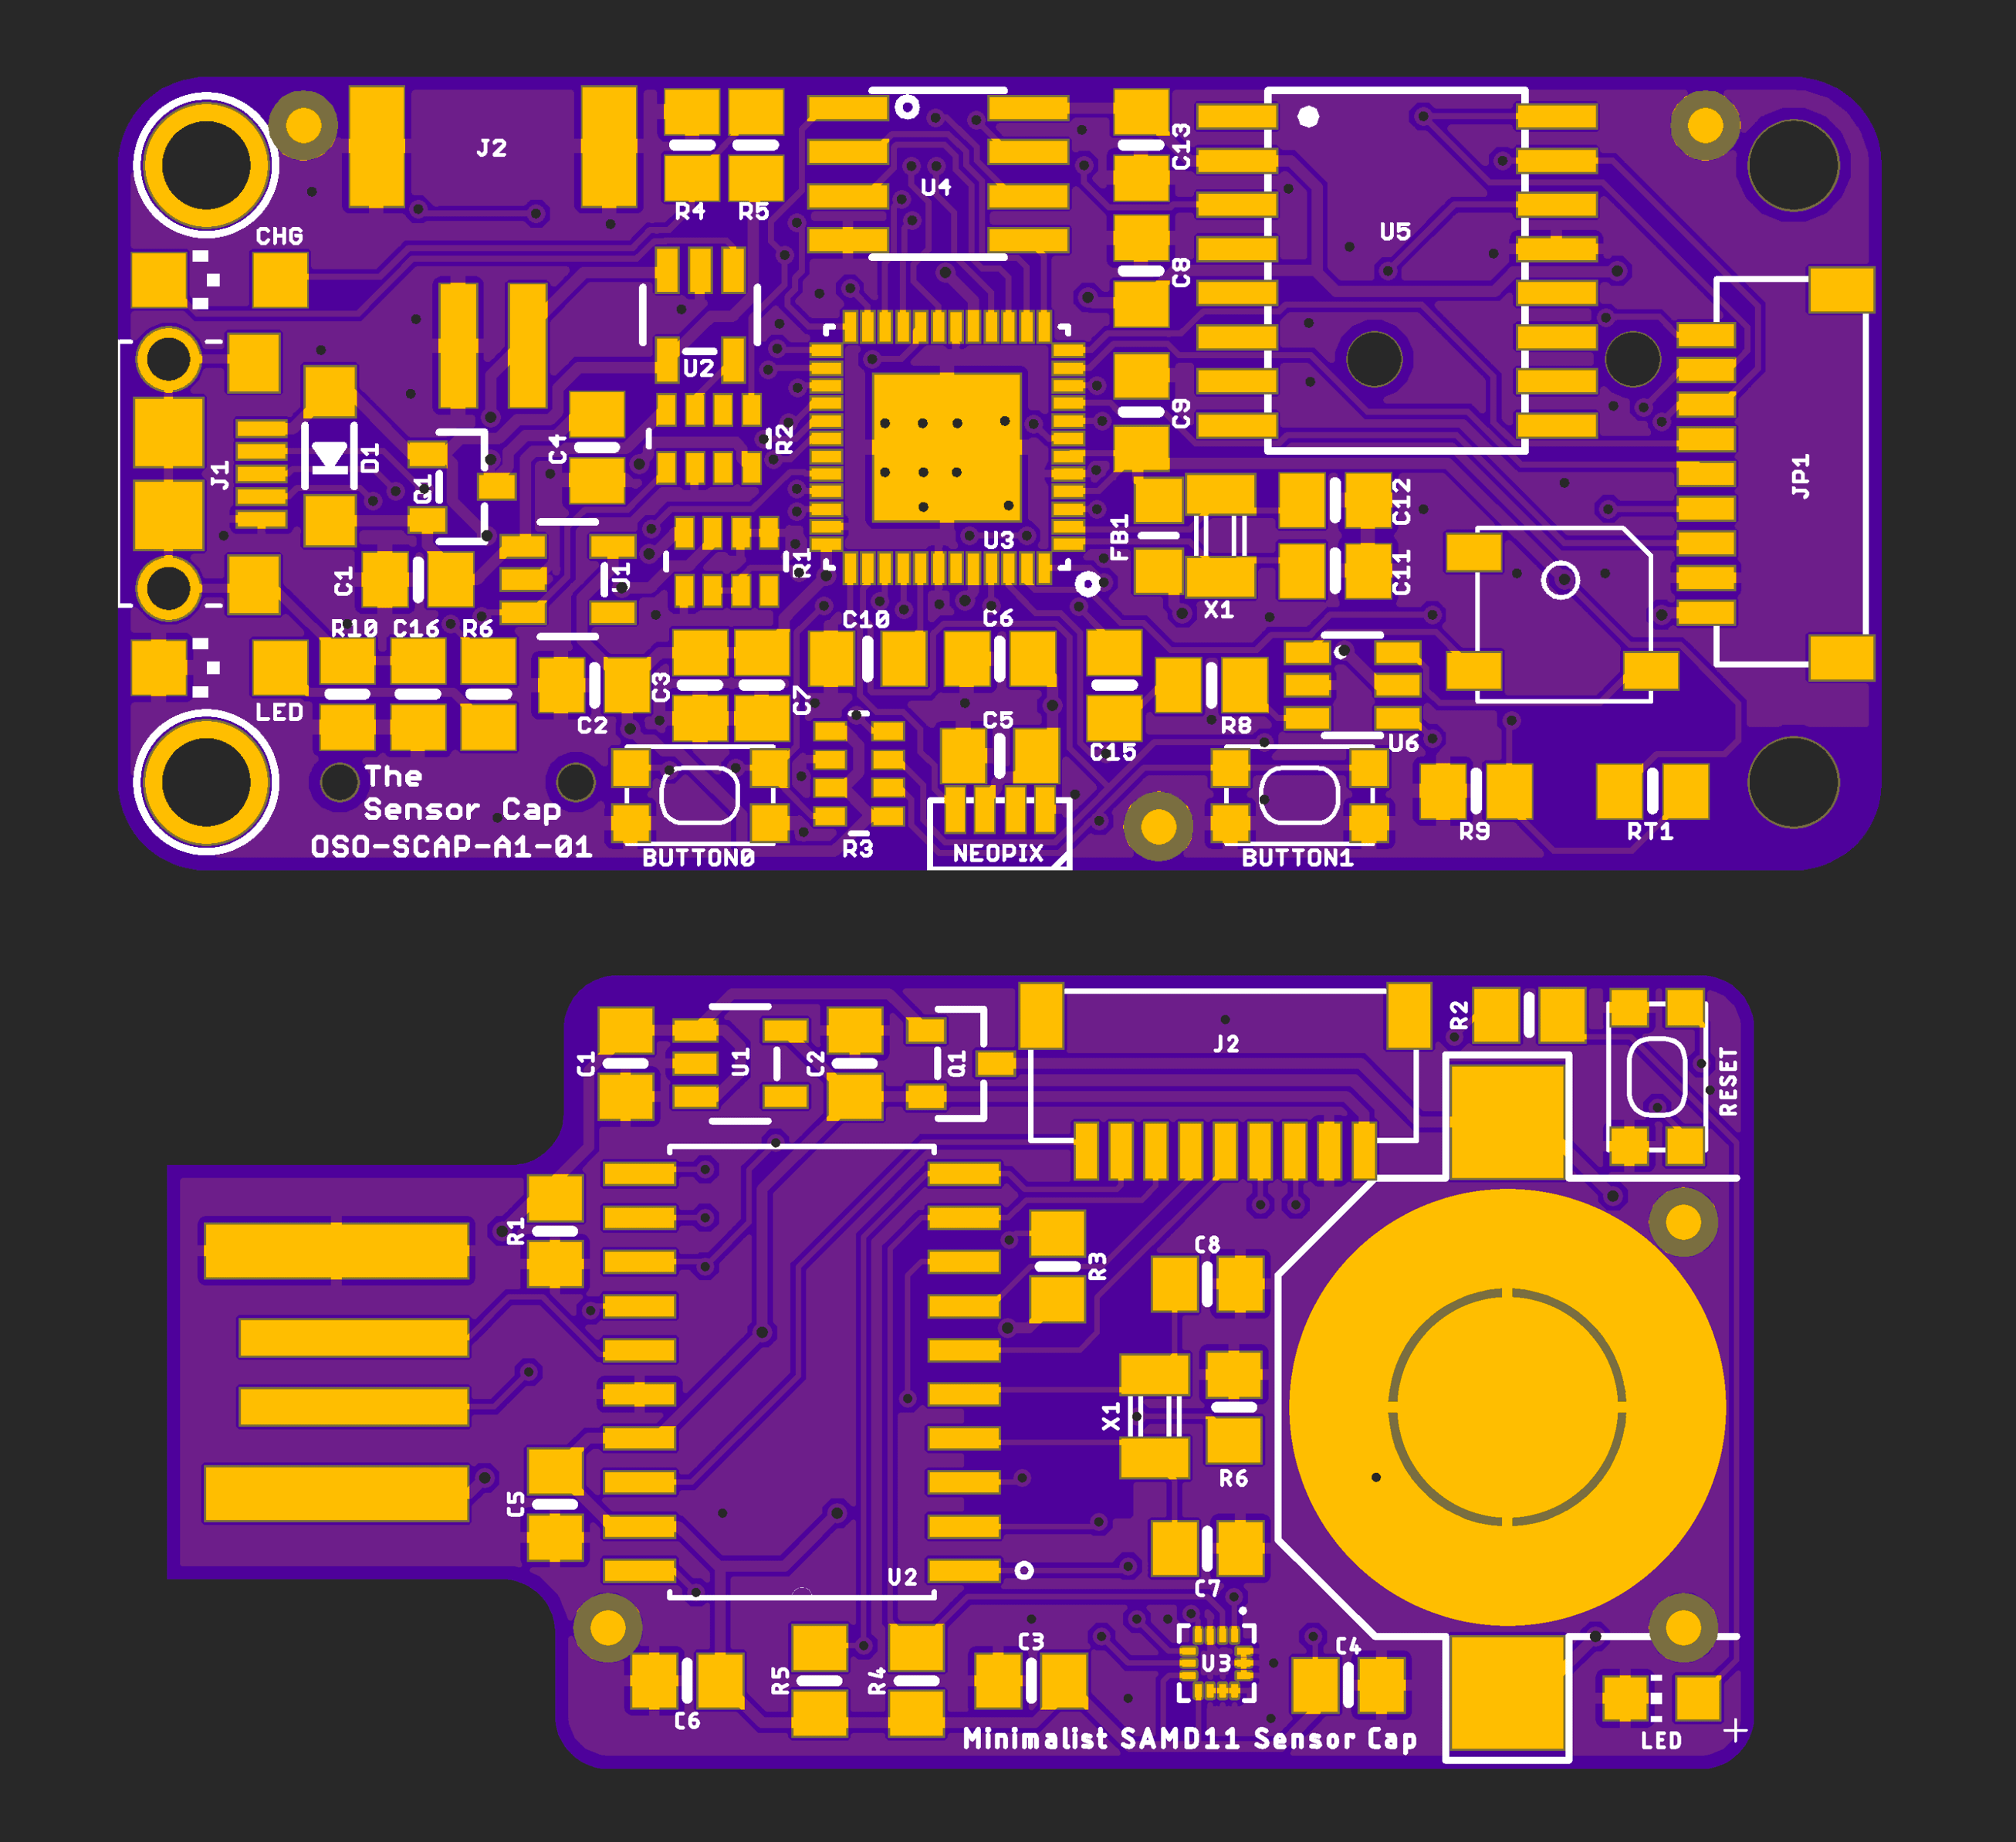 J2
U4
C13
R4
R5
U5
CHG
C8
U2
C9
R2
C4
D1
J1
Q1
JP1
C12
U3
FB1
R1
U1
C1
C11
X1
R10
C16
R6
C10
C6
C3
C7
LED
C2
C5
R8
U6
C15
The
Sensor Cap
OSO-SCAP-A1-01
R3
NEOPIX
BUTTON0
BUTTON1
R9
RT1
R2
J2
C1
U1
C2
Q1
RESET
R1
C8
R3
X1
R6
C5
U2
C7
C3
C4
U3
R5
R4
C6
Minimalist SAMD11 Sensor Cap
LED
+